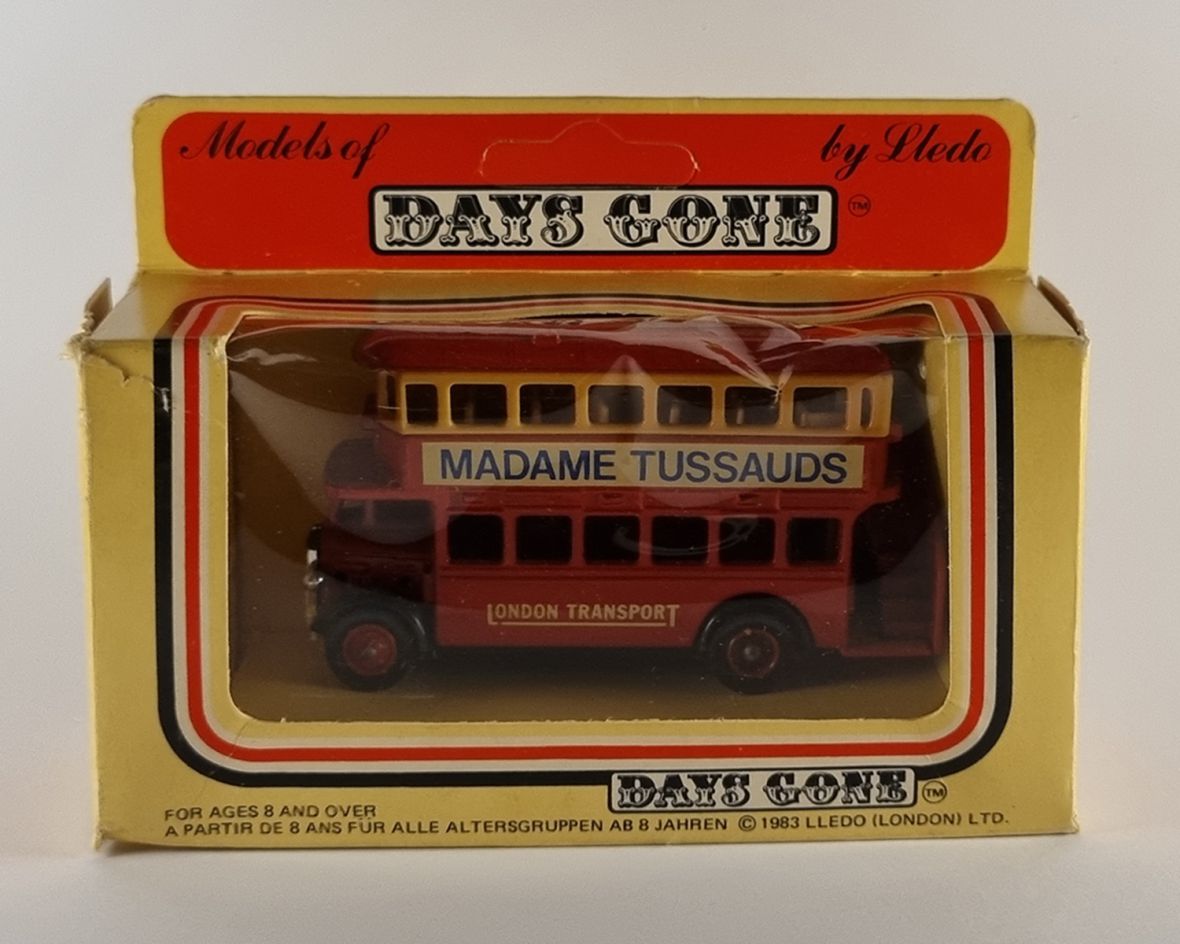 Models of
by Lledo
DAYS GONE ™
MADAME TUSSAUDS
LONDON TRANSPORT
DAYS GONE ™
FOR AGES 8 AND OVER
A PARTIR DE 8 ANS FÜR ALLE ALTERSGRUPPEN AB 8 JAHREN © 1983 LLEDO (LONDON) LTD.